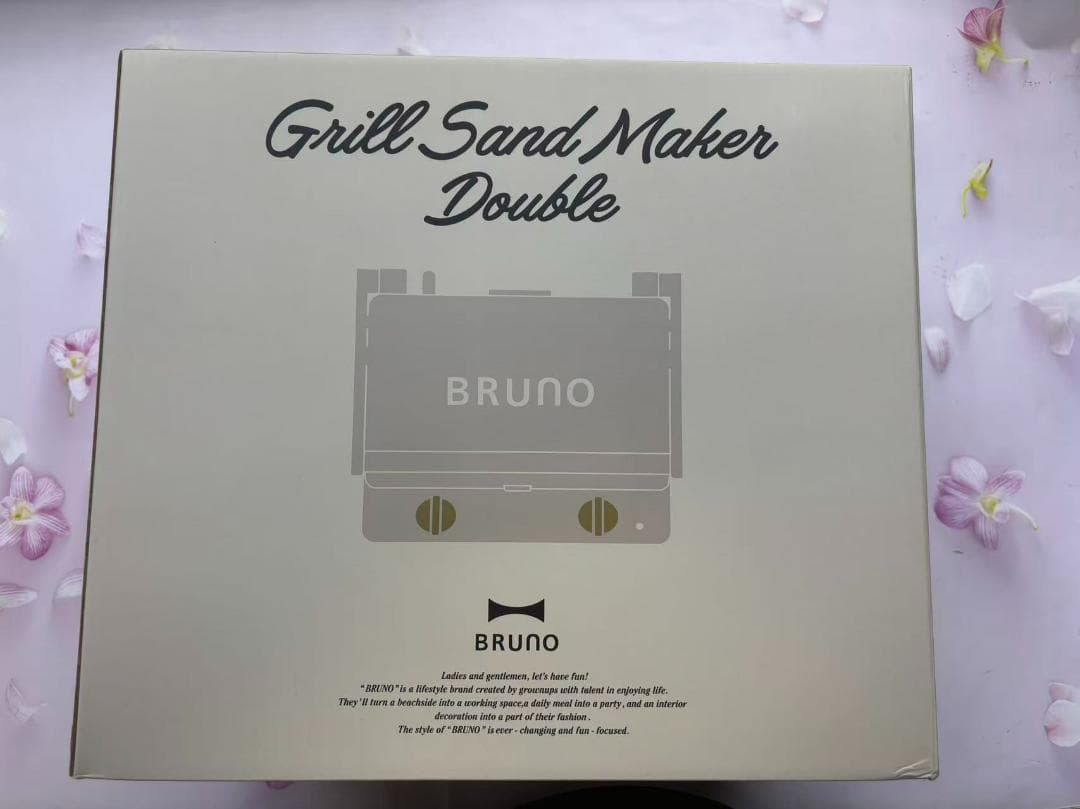 Grill Sand Maker
Double
BRUNO
BRUNO
Ladies and gentlemen, let's have fun!
"BRUNO" is a lifestyle brand created by grownups with talent in enjoying life.
They'll turn a beachside into a working space,a daily meal into a party, and an interior
decoration into a part of their fashion.
The style of "BRUNO" is ever - changing and fun - focused.